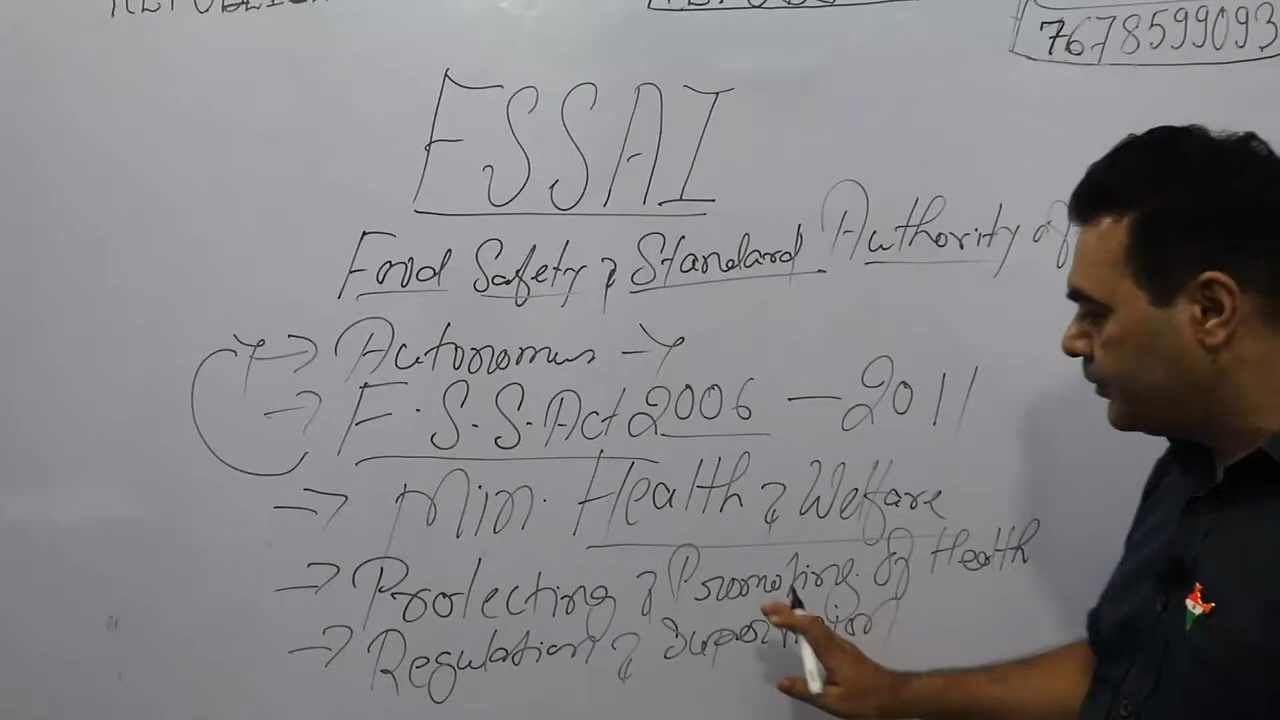 7678599093
FSSAI
Food Safety & Standard Authority of
→ Autonomus →
→ F.S.S. Act 2006 — 2011
→ Min. Health & Welfare
→ Protecting & Promoting of Health
→ Regulation & Supervision